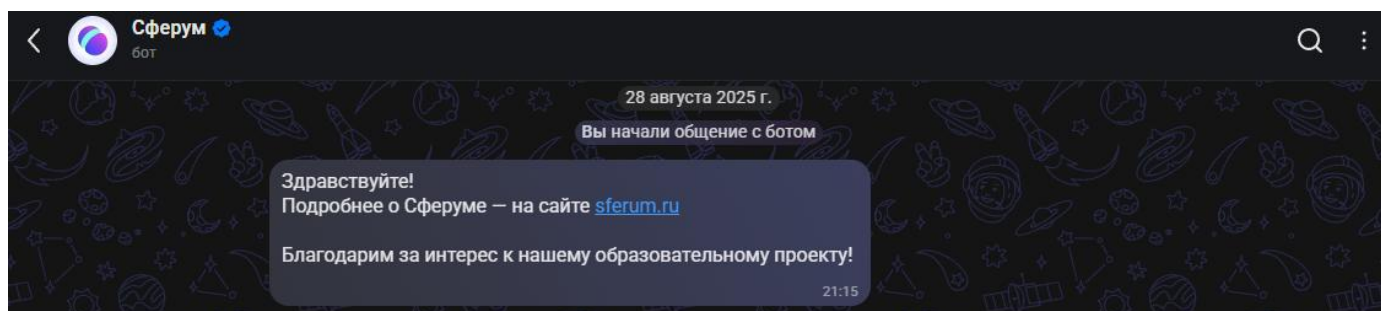 Сферум
бот
28 августа 2025 г.
Вы начали общение с ботом
Здравствуйте!
Подробнее о Сферуме — на сайте sferum.ru
Благодарим за интерес к нашему образовательному проекту!
21:15